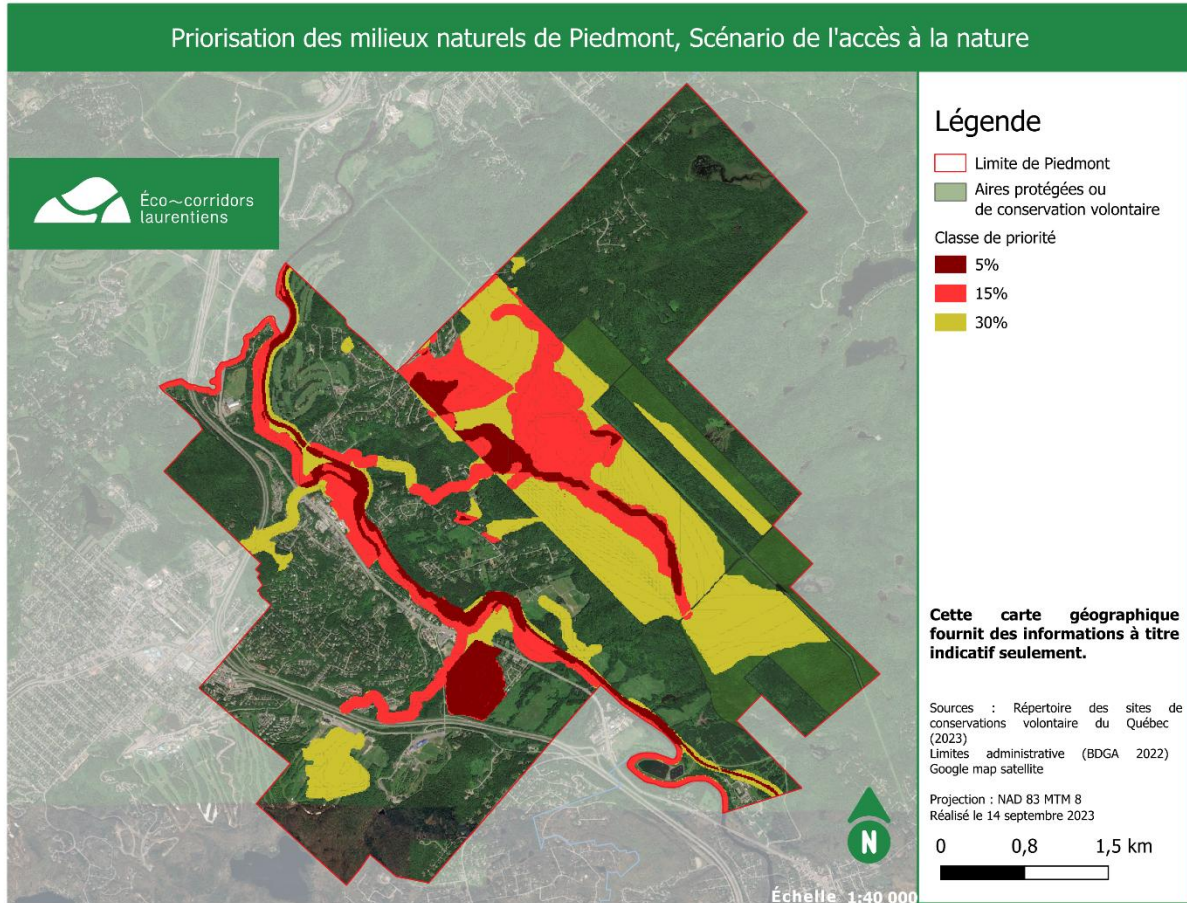 Priorisation des milieux naturels de Piedmont, Scénario de l'accès à la nature
Éco~corridors
laurentiens
Légende
Limite de Piedmont
Aires protégées ou
de conservation volontaire
Classe de priorité
5%
15%
30%
Cette carte géographique
fournit des informations à titre
indicatif seulement.
Sources : Répertoire des sites de
conservations volontaire du Québec
(2023)
Limites administrative (BDGA 2022)
Google map satellite
Projection : NAD 83 MTM 8
Réalisé le 14 septembre 2023
0 0,8 1,5 km
N
Échelle 1:40 000